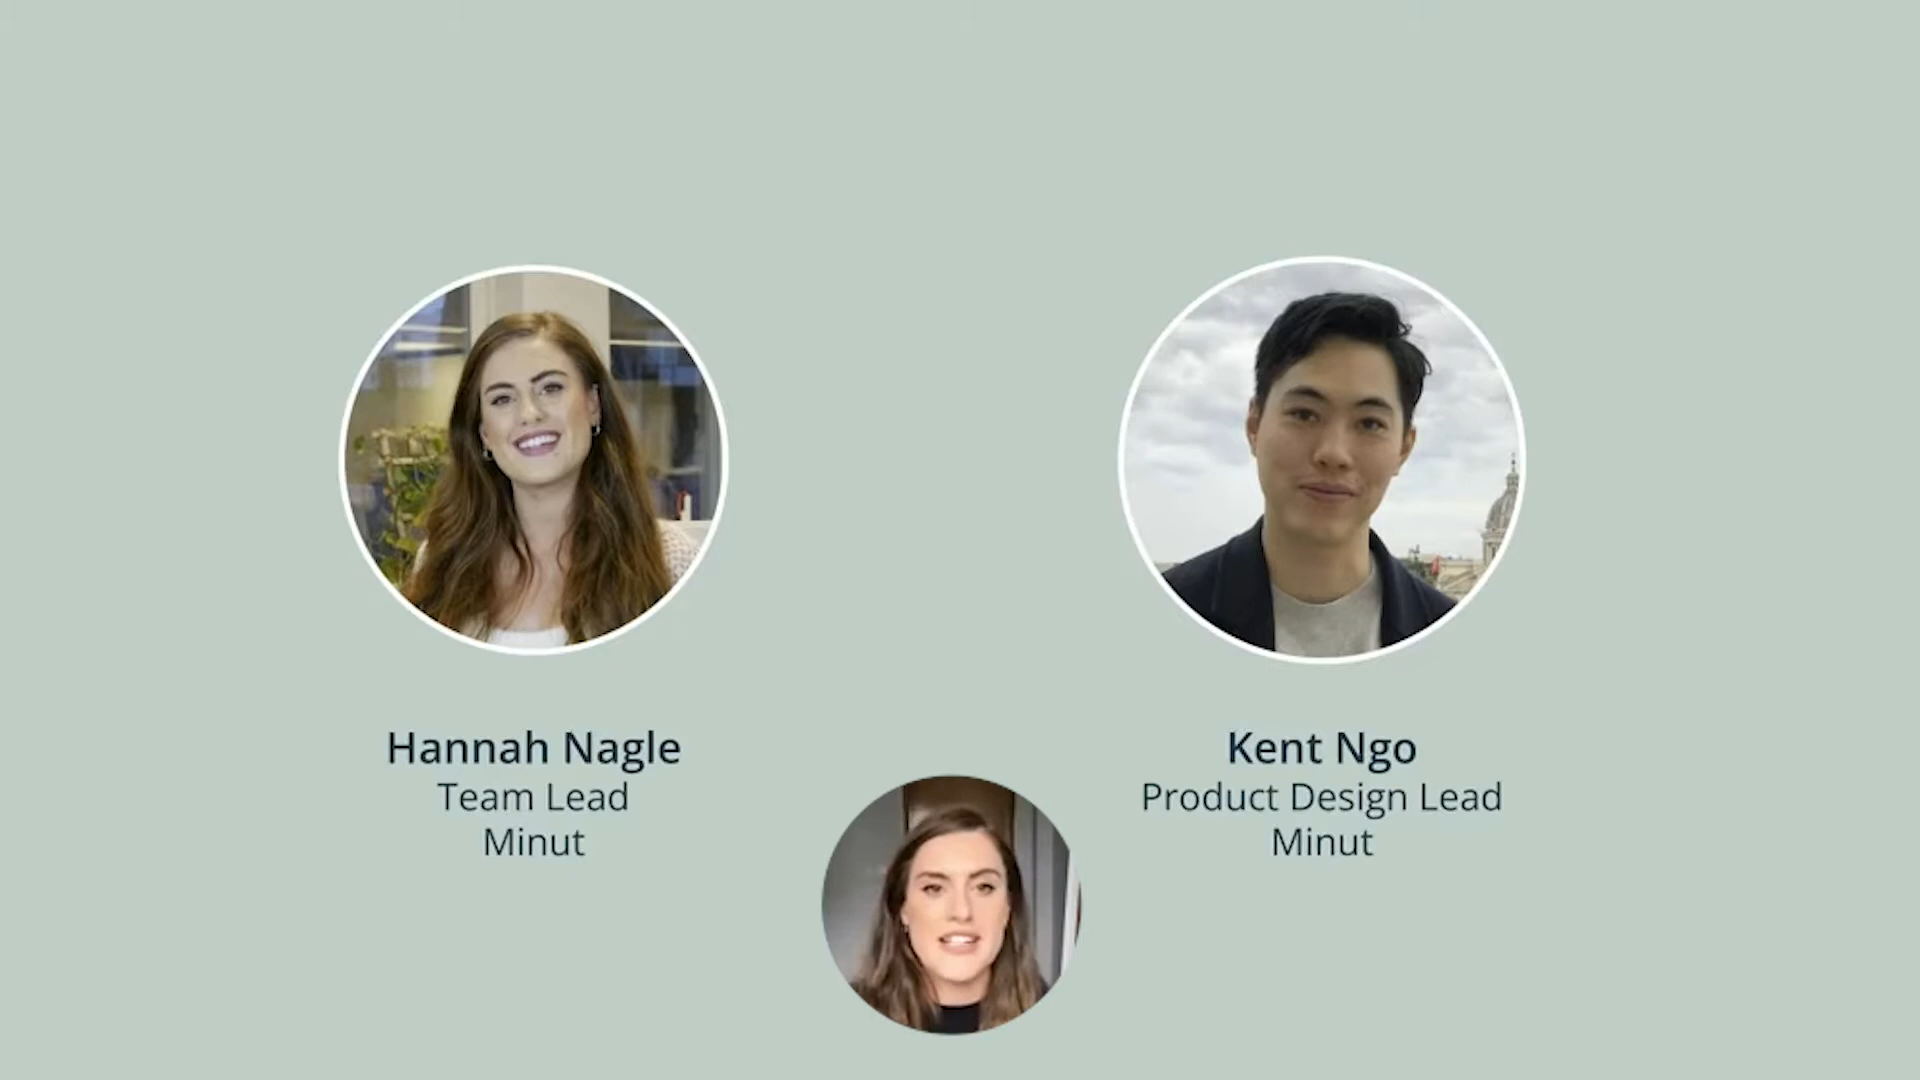 Hannah Nagle
Team Lead
Minut
Kent Ngo
Product Design Lead
Minut